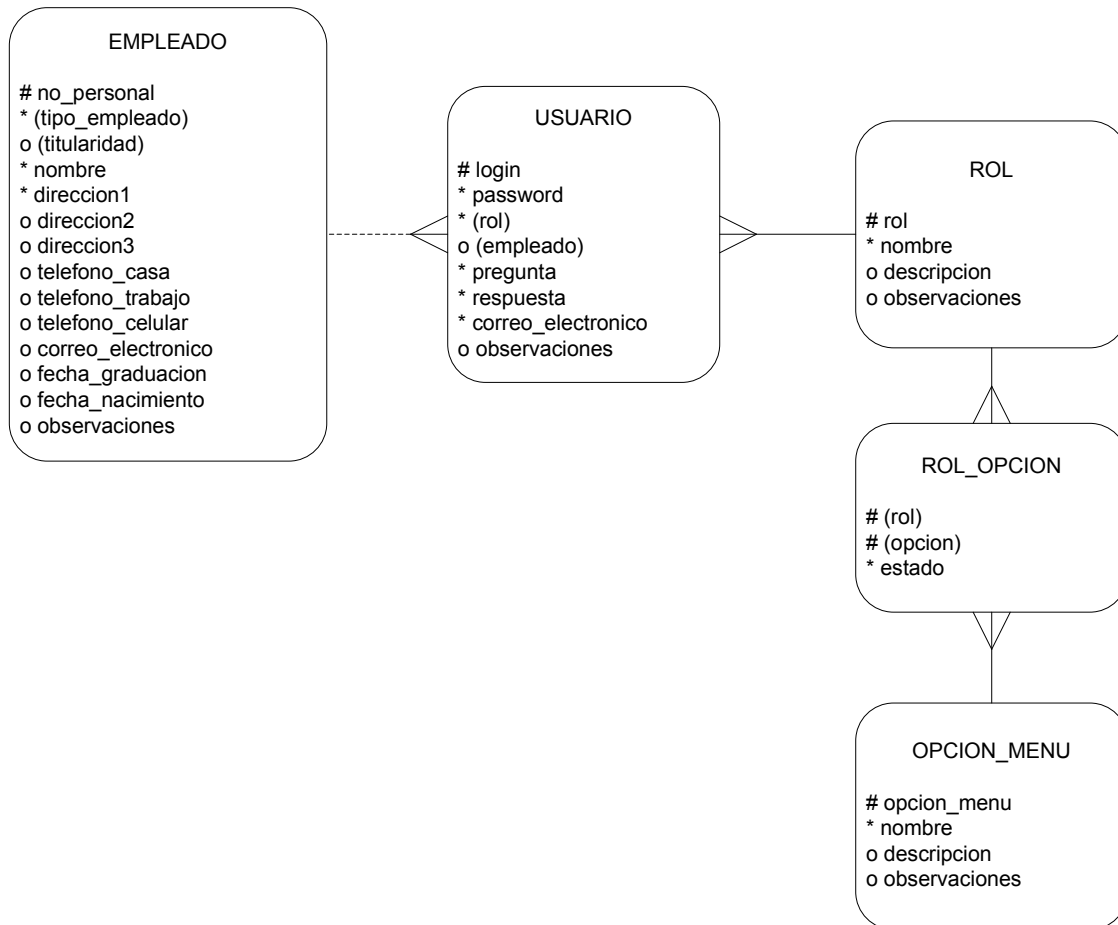 EMPLEADO
# no_personal
* (tipo_empleado)
o (titularidad)
* nombre
* direccion1
o direccion2
o direccion3
o telefono_casa
o telefono_trabajo
o telefono_celular
o correo_electronico
o fecha_graduacion
o fecha_nacimiento
o observaciones
USUARIO
# login
* password
* (rol)
o (empleado)
* pregunta
* respuesta
* correo_electronico
o observaciones
ROL
# rol
* nombre
o descripcion
o observaciones
ROL_OPCION
# (rol)
# (opcion)
* estado
OPCION_MENU
# opcion_menu
* nombre
o descripcion
o observaciones